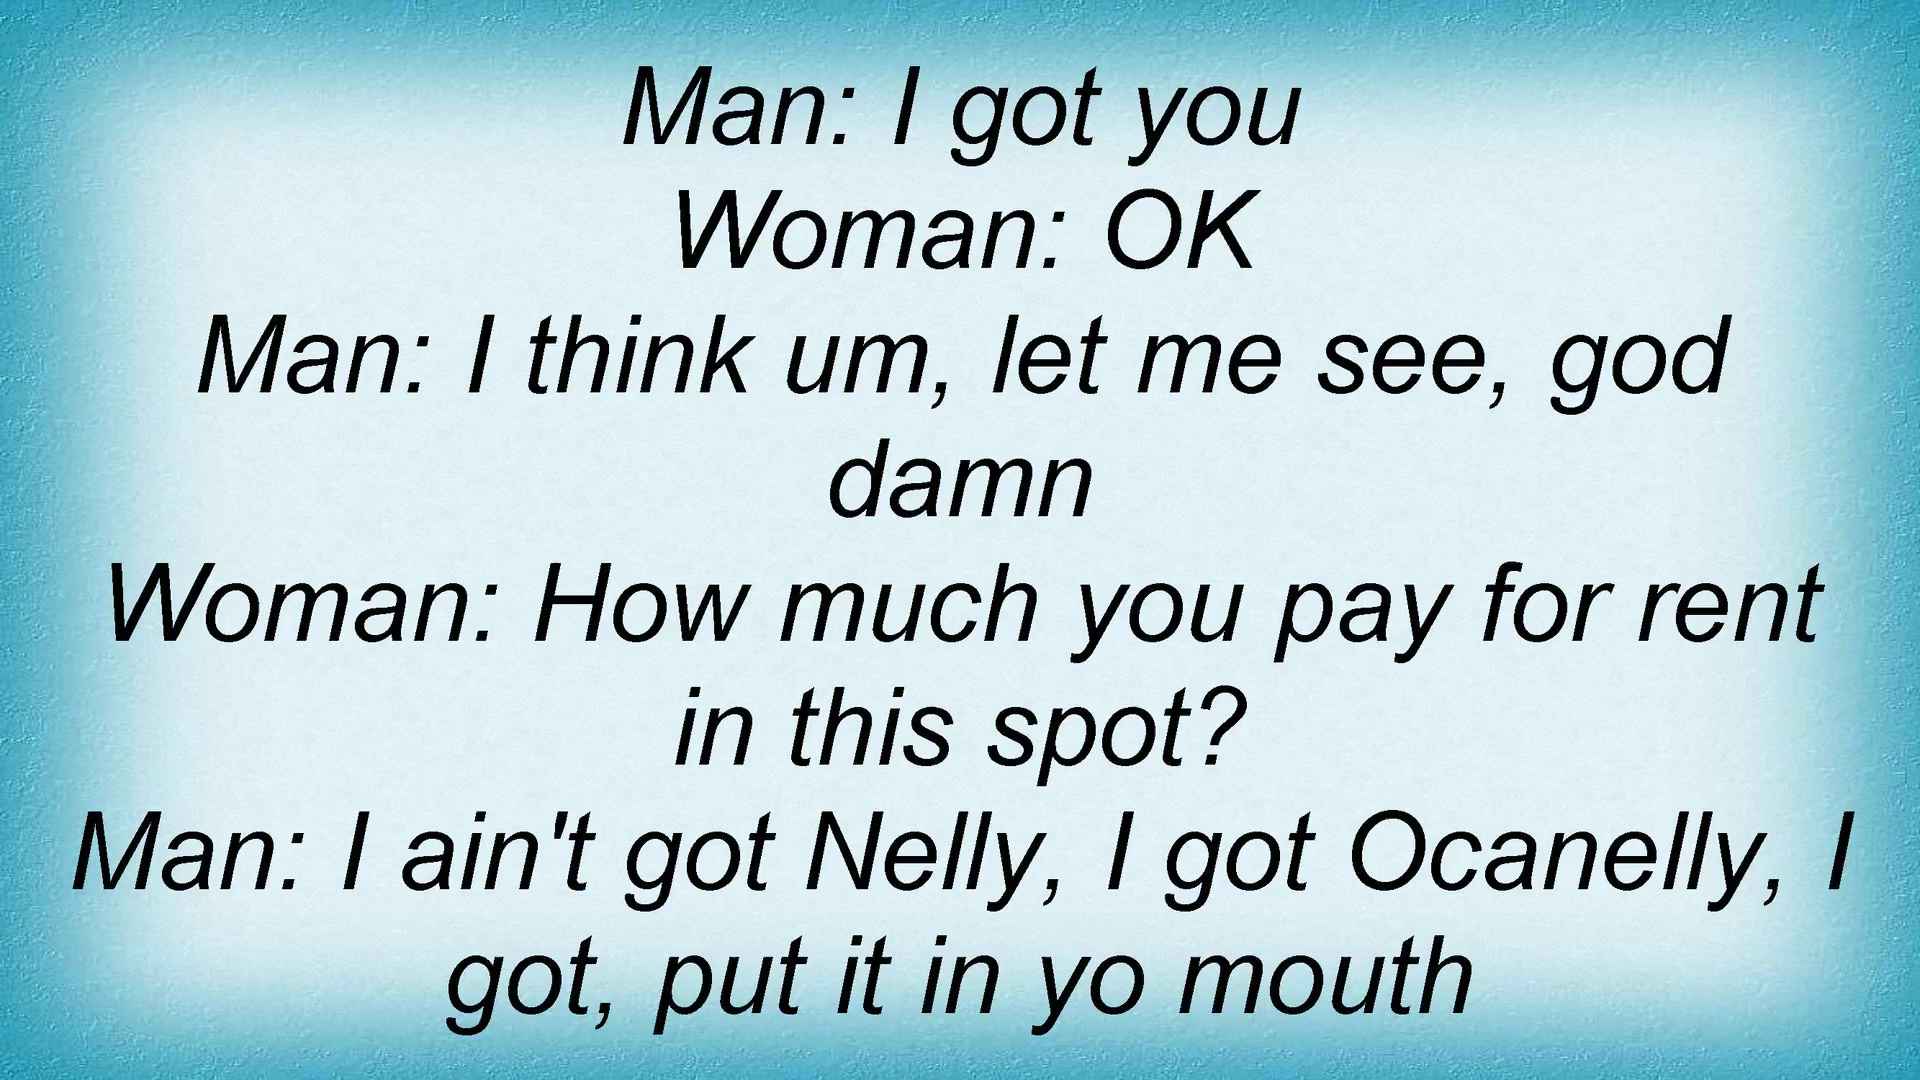 Man: I got you
Woman: OK
Man: I think um, let me see, god
damn
Woman: How much you pay for rent
in this spot?
Man: I ain't got Nelly, I got Ocanelly, I
got, put it in yo mouth